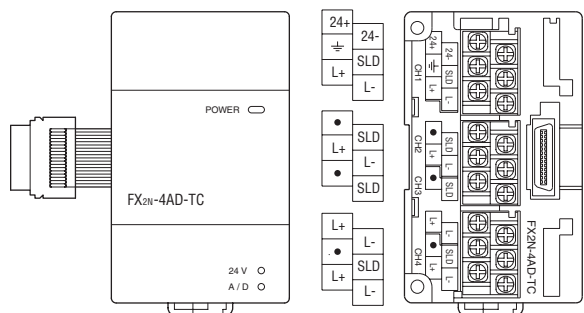 POWER
FX2N-4AD-TC
24 V
A / D
24+
24-
SLD
L+
L-
SLD
L+
L-
SLD
L+
L-
SLD
L+
L-
CH1
24+
24-
SLD
L+
L-
CH2
SLD
L+
L-
CH3
SLD
L+
L-
CH4
SLD
L+
L-
FX2N-4AD-TC